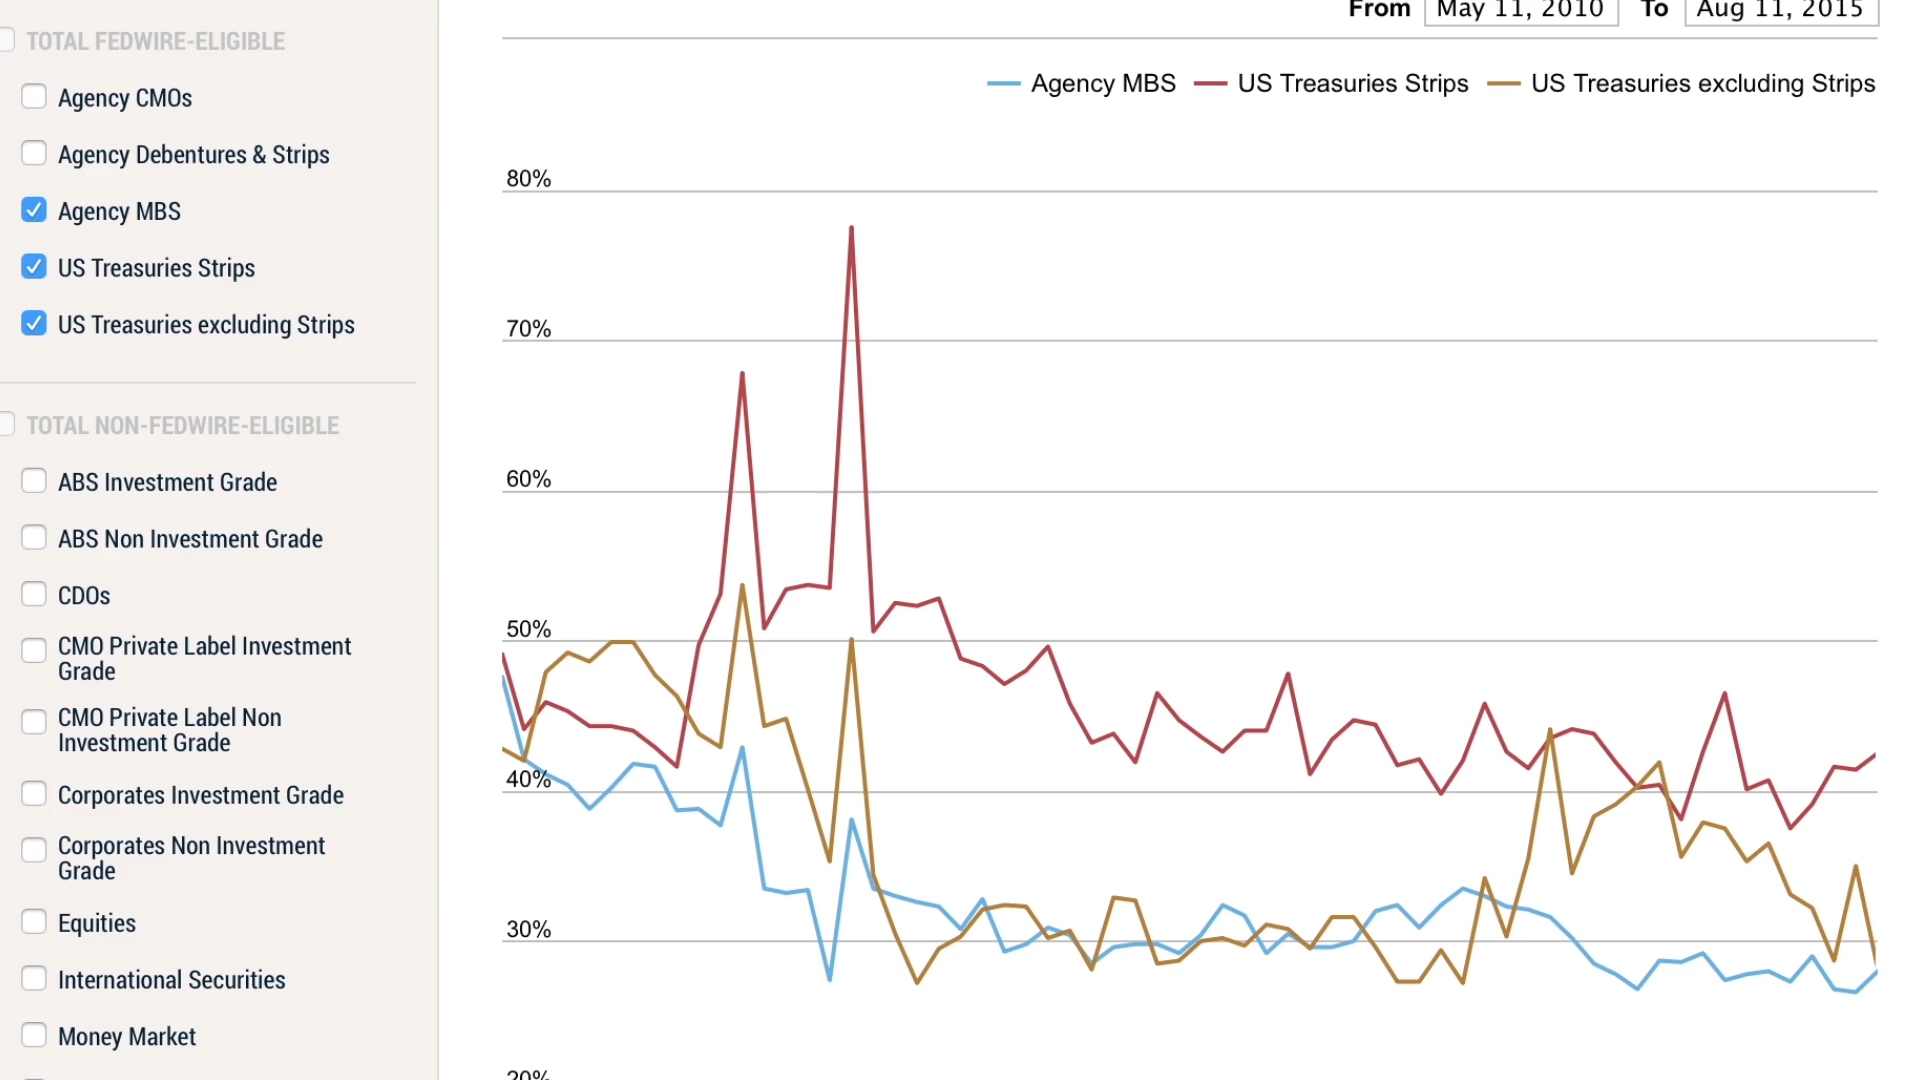 From May 11, 2010 To Aug 11, 2015
TOTAL FEDWIRE-ELIGIBLE
Agency CMOs
Agency Debentures & Strips
Agency MBS
US Treasuries Strips
US Treasuries excluding Strips
TOTAL NON-FEDWIRE-ELIGIBLE
ABS Investment Grade
ABS Non Investment Grade
CDOs
CMO Private Label Investment
Grade
CMO Private Label Non
Investment Grade
Corporates Investment Grade
Corporates Non Investment
Grade
Equities
International Securities
Money Market
Agency MBS US Treasuries Strips US Treasuries excluding Strips
80%
70%
60%
50%
40%
30%
20%